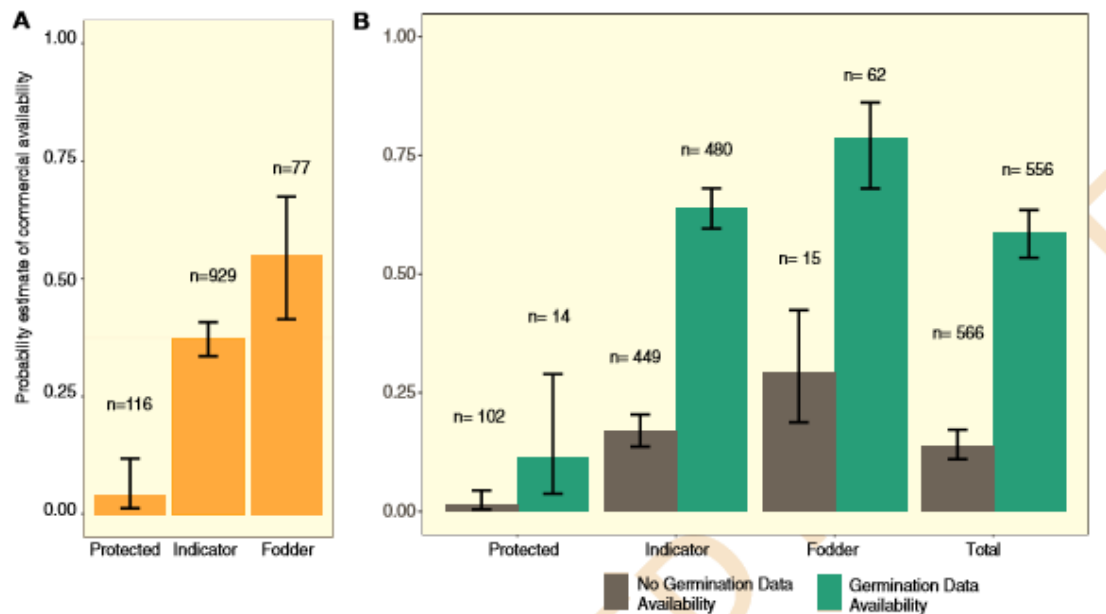 A
Probability estimate of commercial availability
1.00
0.75
0.50
0.25
0.00
n=116
n=929
n=77
Protected Indicator Fodder
B
1.00
0.75
0.50
0.25
0.00
n= 102
n= 14
n= 449
n= 480
n= 15
n= 62
n= 566
n= 556
Protected Indicator Fodder Total
No Germination Data
Availability
Germination Data
Availability